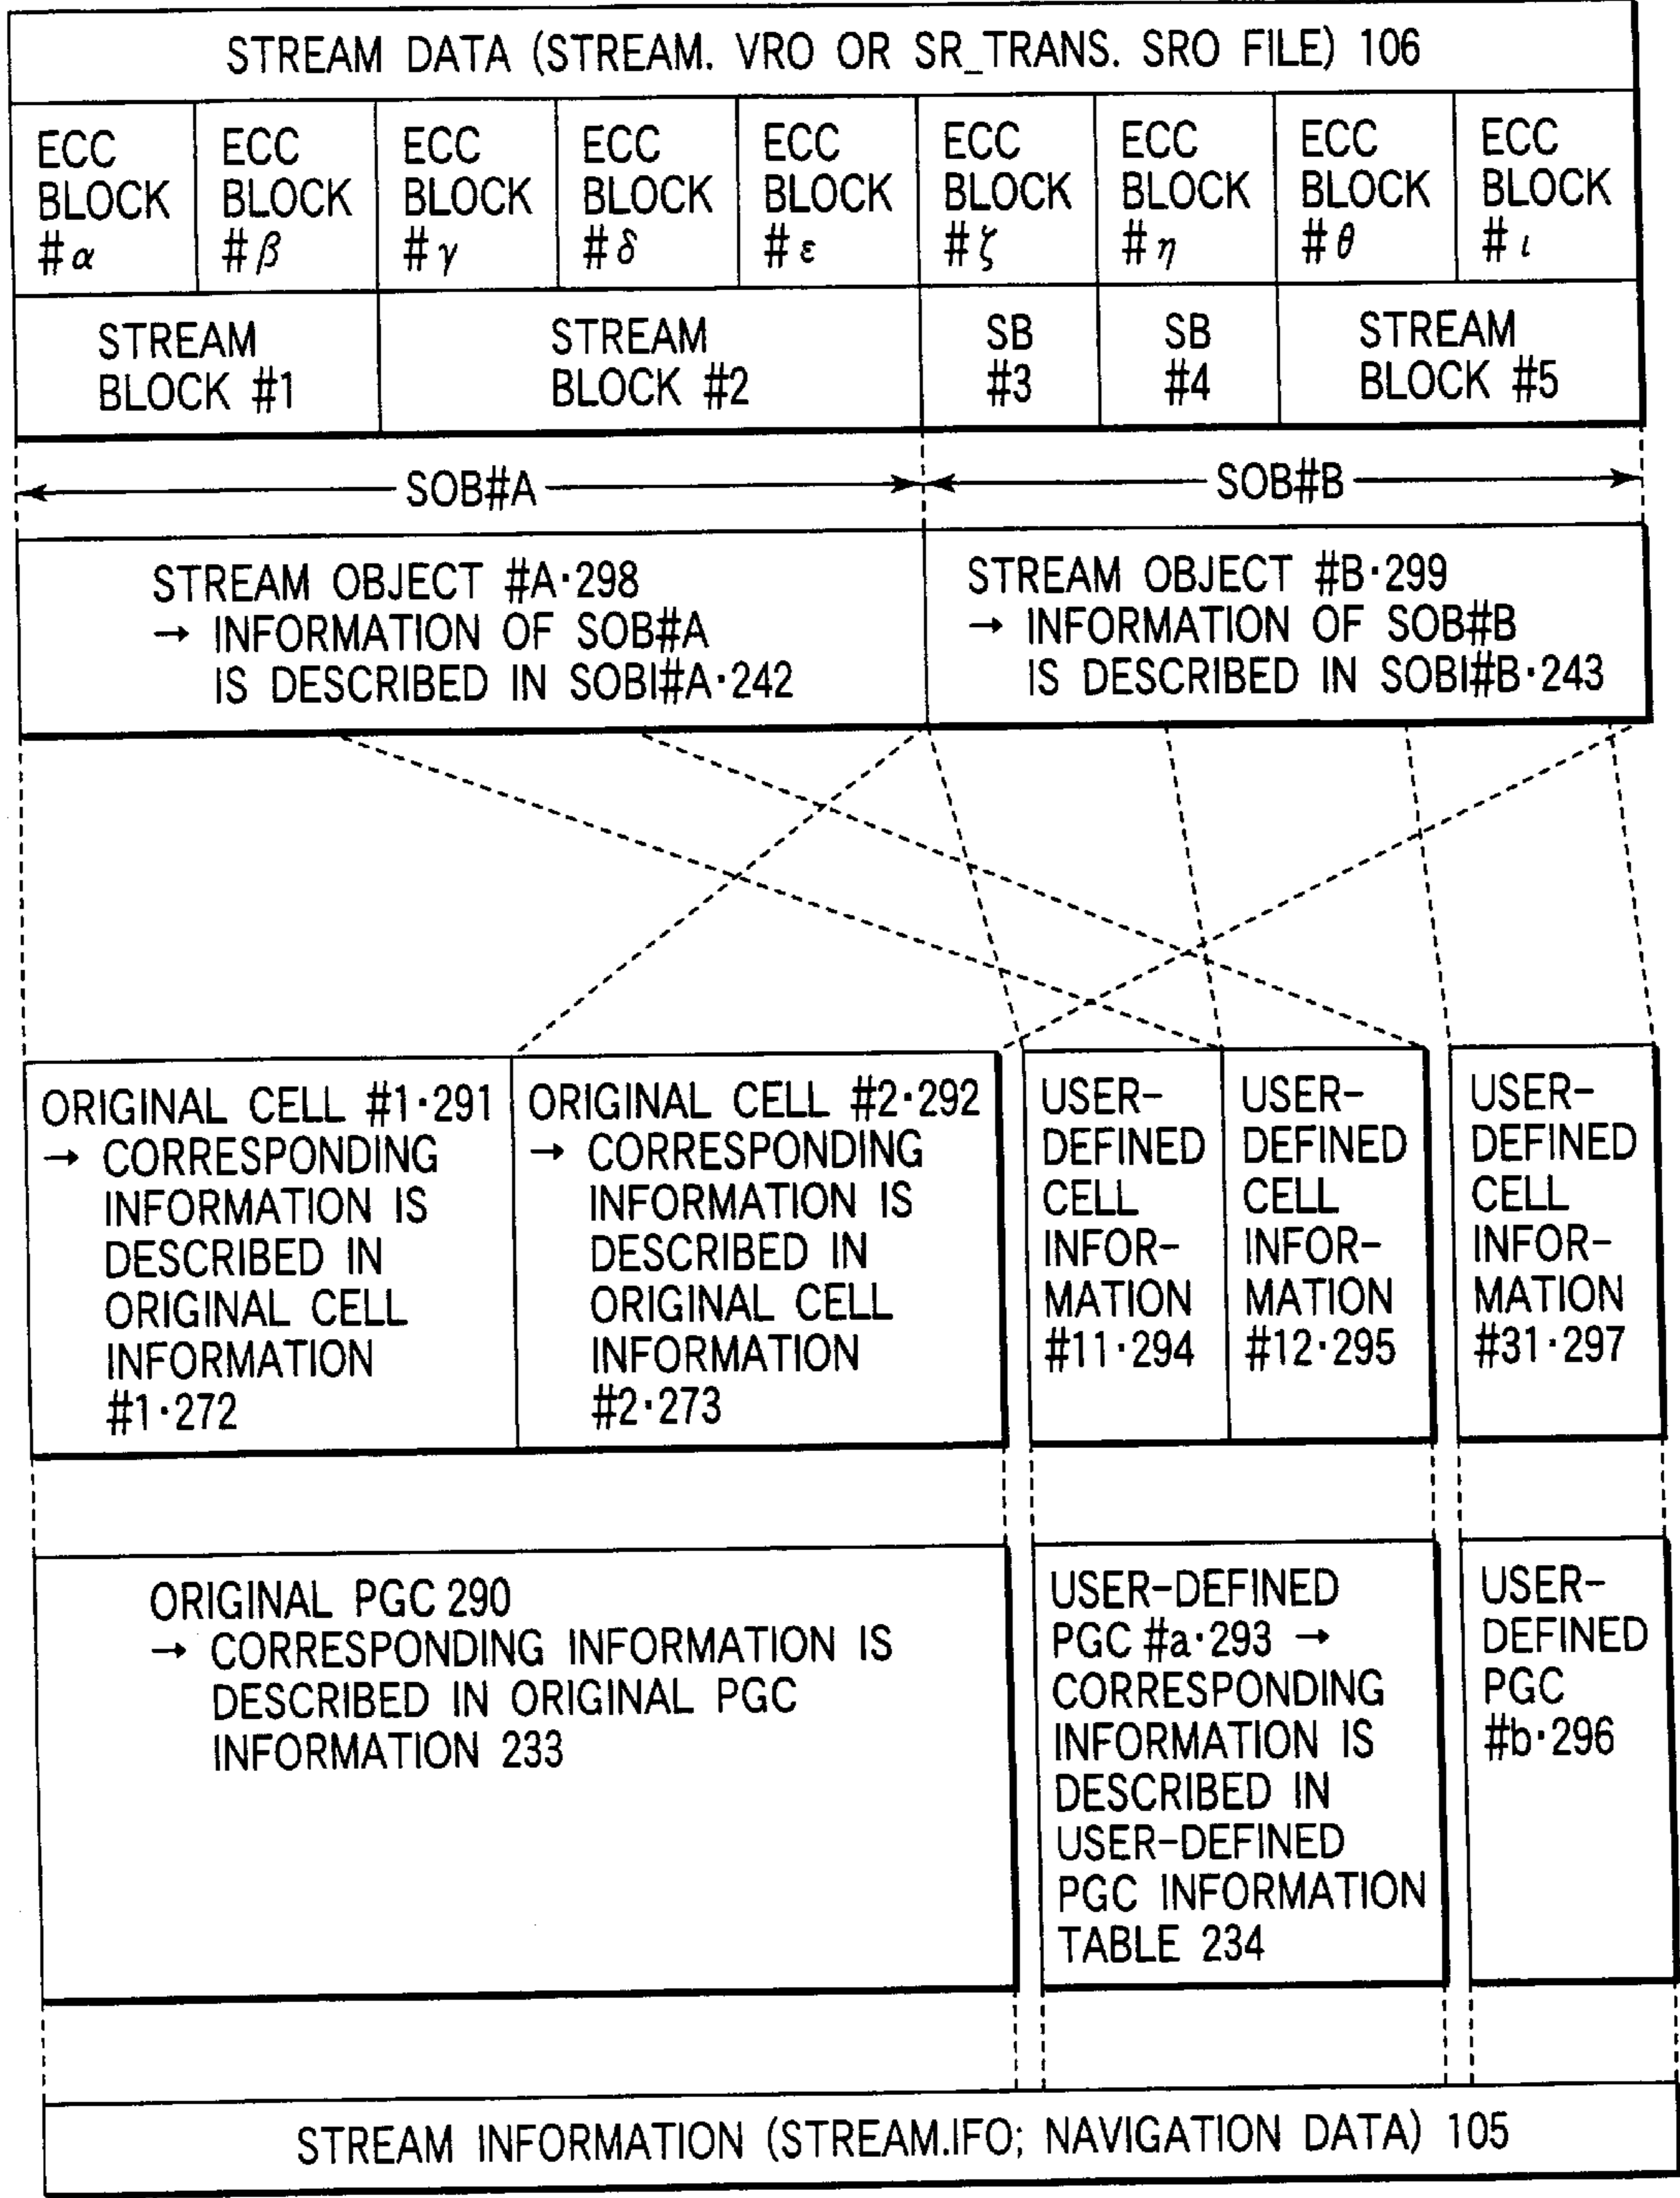 STREAM DATA (STREAM. VRO OR SR_TRANS. SRO FILE) 106
ECC
BLOCK
#α
ECC
BLOCK
#β
ECC
BLOCK
#γ
ECC
BLOCK
#δ
ECC
BLOCK
#ε
ECC
BLOCK
#ζ
ECC
BLOCK
#η
ECC
BLOCK
#θ
ECC
BLOCK
#ι
STREAM
BLOCK #1
STREAM
BLOCK #2
SB
#3
SB
#4
STREAM
BLOCK #5
SOB#A
SOB#B
STREAM OBJECT #A·298
→ INFORMATION OF SOB#A
IS DESCRIBED IN SOBI#A·242
STREAM OBJECT #B·299
→ INFORMATION OF SOB#B
IS DESCRIBED IN SOBI#B·243
ORIGINAL CELL #1·291
→ CORRESPONDING
INFORMATION IS
DESCRIBED IN
ORIGINAL CELL
INFORMATION
#1·272
ORIGINAL CELL #2·292
→ CORRESPONDING
INFORMATION IS
DESCRIBED IN
ORIGINAL CELL
INFORMATION
#2·273
USER-
DEFINED
CELL
INFOR-
MATION
#11·294
USER-
DEFINED
CELL
INFOR-
MATION
#12·295
USER-
DEFINED
CELL
INFOR-
MATION
#31·297
ORIGINAL PGC 290
→ CORRESPONDING INFORMATION IS
DESCRIBED IN ORIGINAL PGC
INFORMATION 233
USER-DEFINED
PGC #a·293 →
CORRESPONDING
INFORMATION IS
DESCRIBED IN
USER-DEFINED
PGC INFORMATION
TABLE 234
USER-
DEFINED
PGC
#b·296
STREAM INFORMATION (STREAM.IFO; NAVIGATION DATA) 105